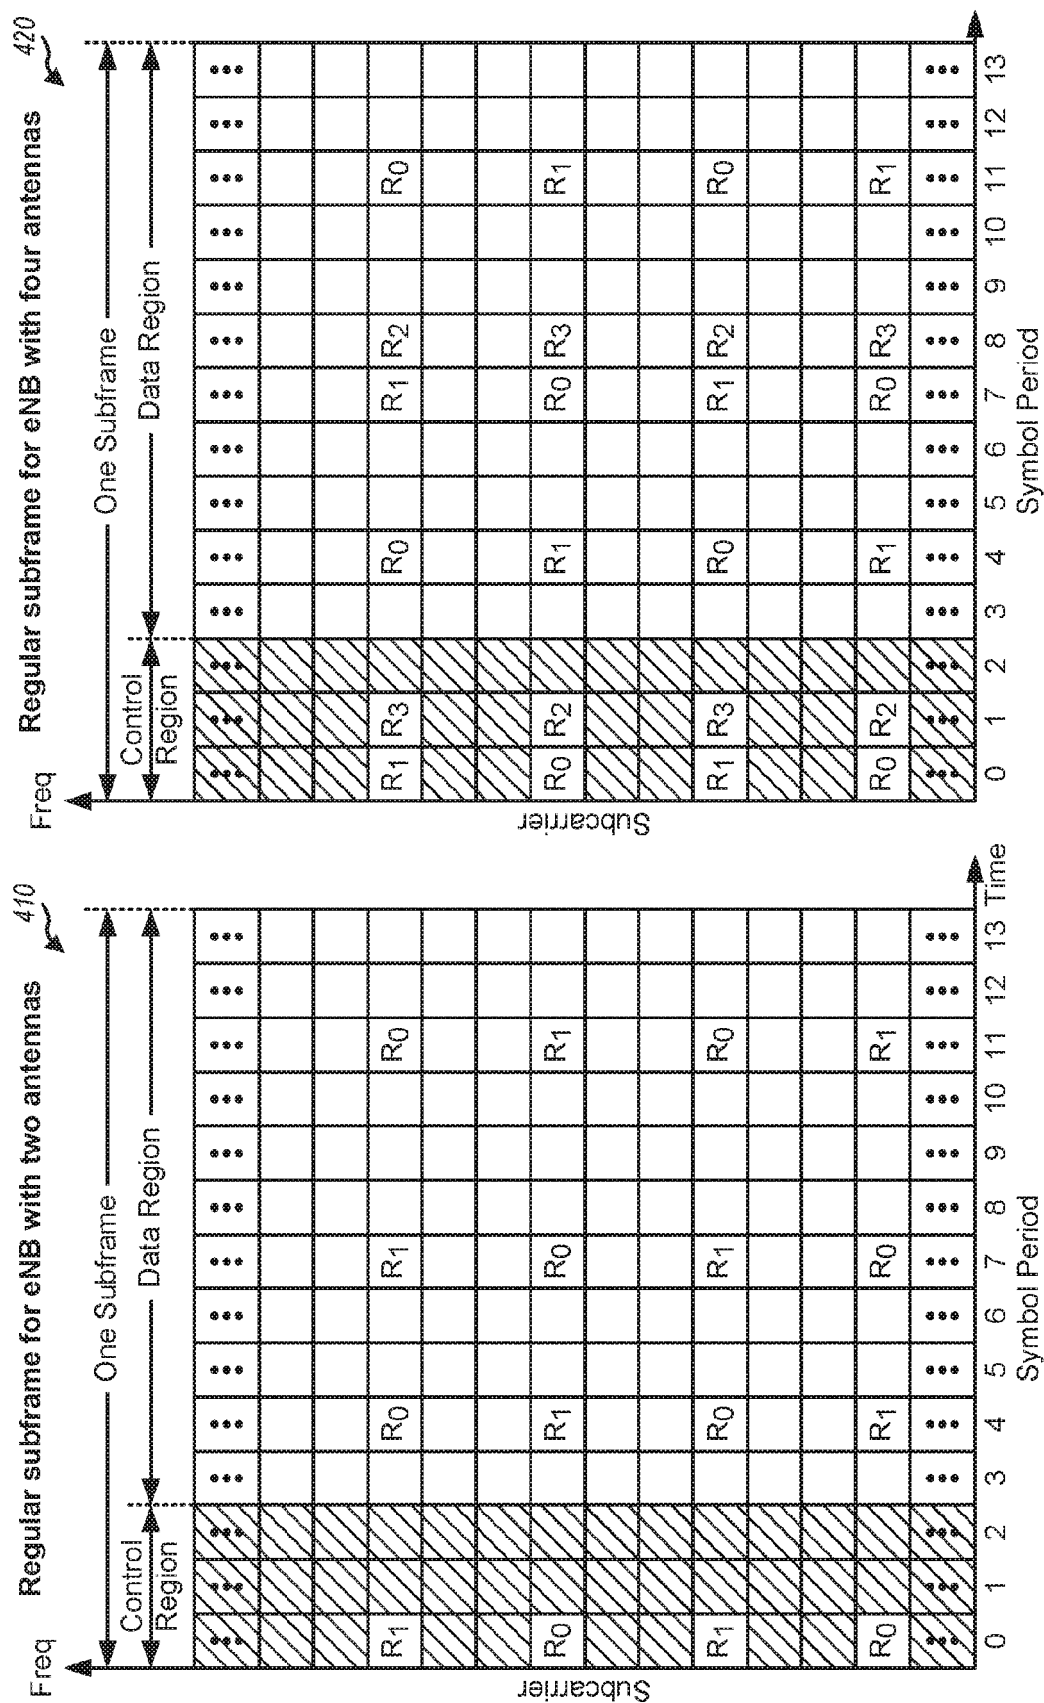 Regular subframe for eNB with two antennas
410
Freq
One Subframe
Control
Region
Data Region
R0 R1 R0 R1
R1 R0 R1 R0
R0 R1 R0 R1
R1 R0 R1 R0
Subcarrier
0 1 2 3 4 5 6 7 8 9 10 11 12 13
Time
Symbol Period
Regular subframe for eNB with four antennas
420
Freq
One Subframe
Control
Region
Data Region
R1 R3 R0 R1 R2 R0
R0 R2 R1 R0 R3 R1
R1 R3 R0 R1 R2 R0
R0 R2 R1 R0 R3 R1
Subcarrier
0 1 2 3 4 5 6 7 8 9 10 11 12 13
Symbol Period